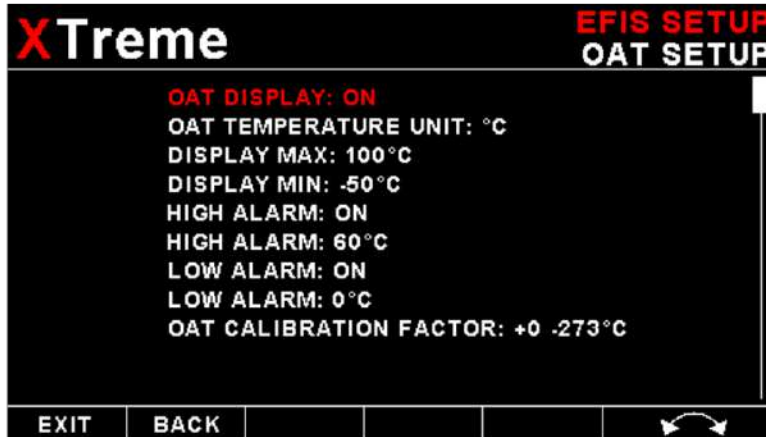 XTreme
EFIS SETUP
OAT SETUP
OAT DISPLAY: ON
OAT TEMPERATURE UNIT: °C
DISPLAY MAX: 100°C
DISPLAY MIN: -50°C
HIGH ALARM: ON
HIGH ALARM: 60°C
LOW ALARM: ON
LOW ALARM: 0°C
OAT CALIBRATION FACTOR: +0 -273°C
EXIT BACK